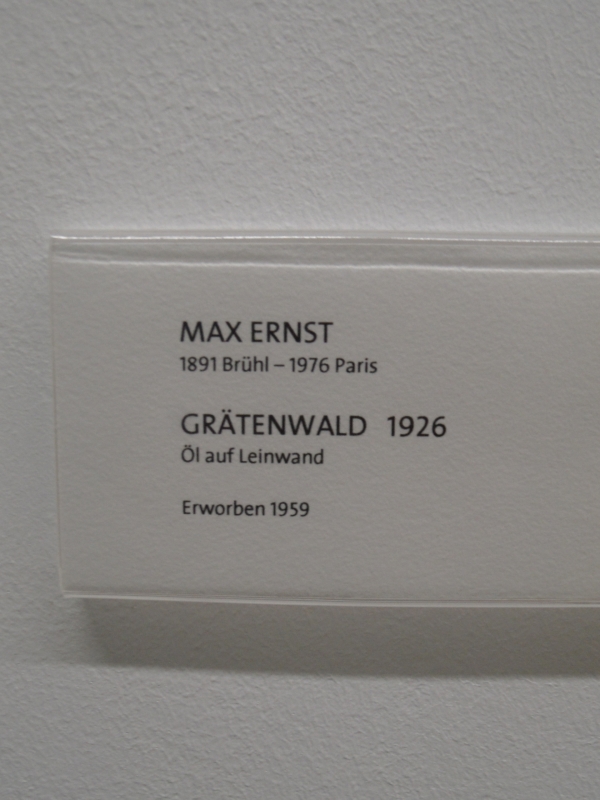 MAX ERNST
1891 Brühl – 1976 Paris
GRÄTENWALD 1926
Öl auf Leinwand
Erworben 1959